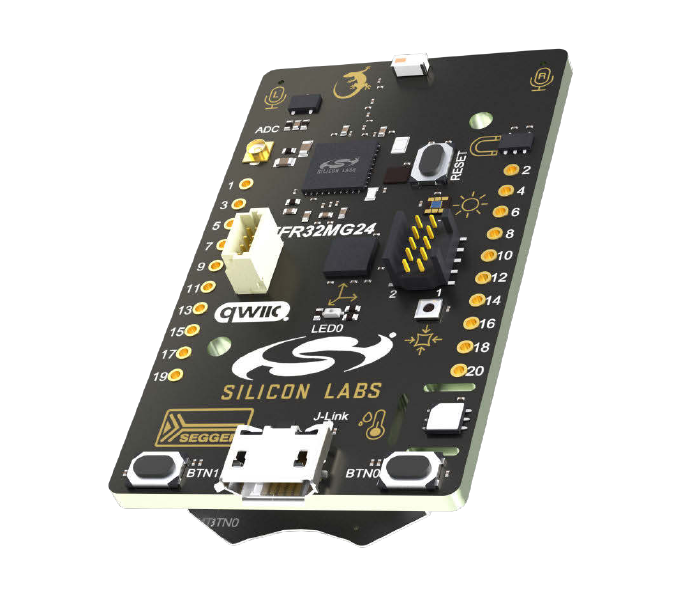 L
R
ADC
SILICON LABS
RESET
1
2
3
4
5
6
FR32MG24
7
8
9
10
11
12
2
1
13
14
qwiic
LED0
15
16
17
18
19
20
SILICON LABS
J-Link
SEGGER
BTN1
BTN0
BTN0